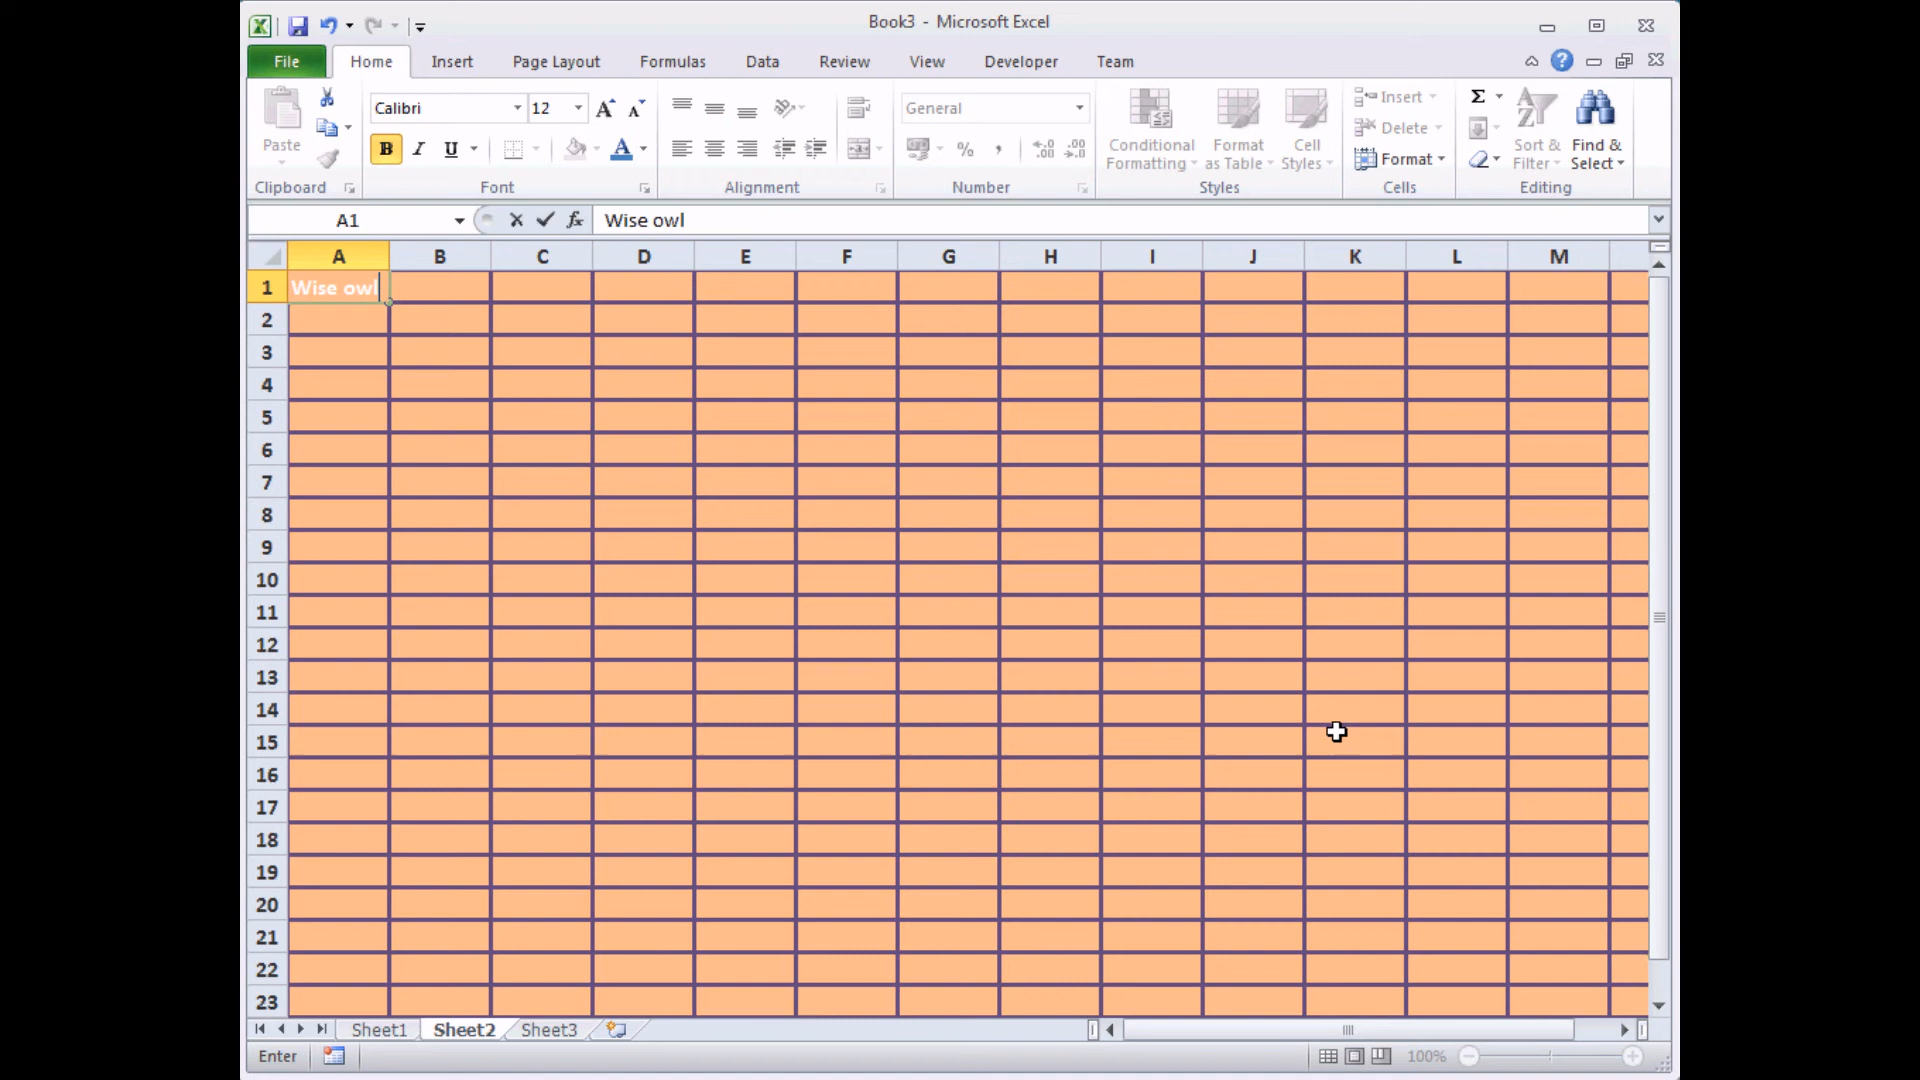 Book3 - Microsoft Excel
File Home Insert Page Layout Formulas Data Review View Developer Team
Calibri 12 General Insert Σ
Paste B I U % , Delete
Conditional Formatting Format as Table Cell Styles Format Sort & Filter Find & Select
Clipboard Font Alignment Number Styles Cells Editing
A1 fx Wise owl
A B C D E F G H I J K L M
1 Wise owl
2
3
4
5
6
7
8
9
10
11
12
13
14
15
16
17
18
19
20
21
22
23
Sheet1 Sheet2 Sheet3
Enter 100%